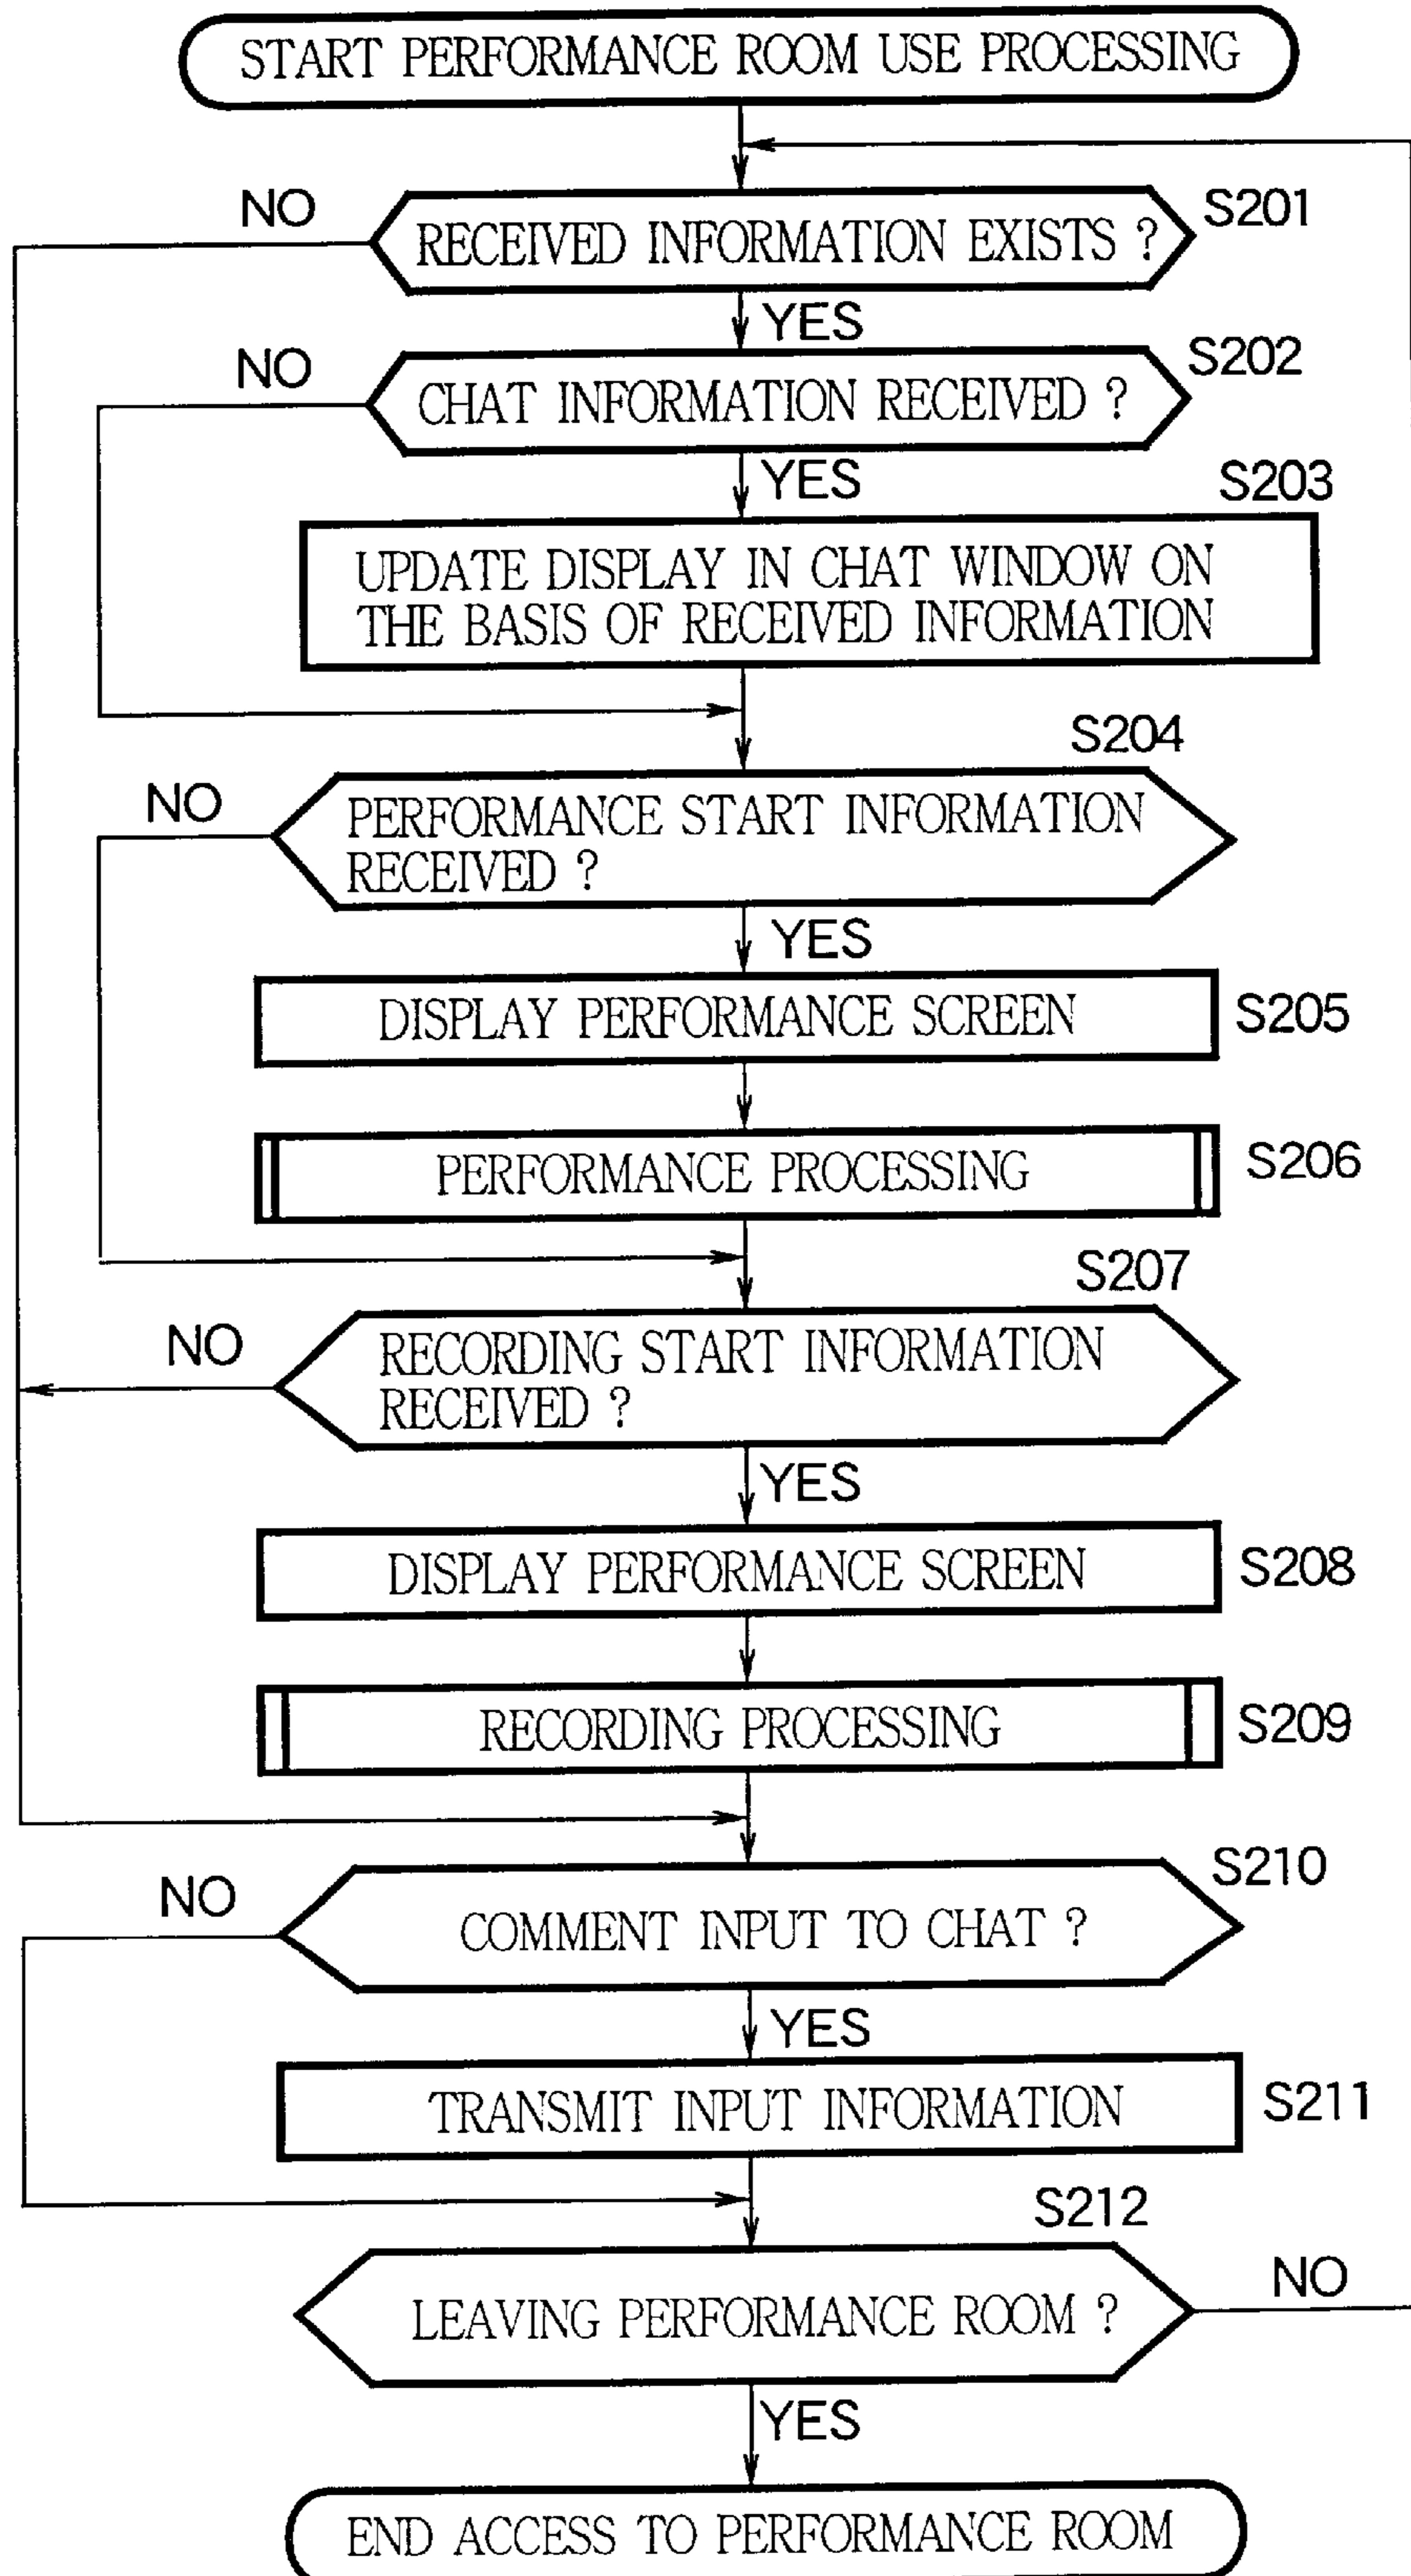 START PERFORMANCE ROOM USE PROCESSING
NO
RECEIVED INFORMATION EXISTS ?
S201
YES
NO
CHAT INFORMATION RECEIVED ?
S202
YES
S203
UPDATE DISPLAY IN CHAT WINDOW ON
THE BASIS OF RECEIVED INFORMATION
S204
NO
PERFORMANCE START INFORMATION
RECEIVED ?
YES
DISPLAY PERFORMANCE SCREEN
S205
PERFORMANCE PROCESSING
S206
S207
NO
RECORDING START INFORMATION
RECEIVED ?
YES
DISPLAY PERFORMANCE SCREEN
S208
RECORDING PROCESSING
S209
S210
NO
COMMENT INPUT TO CHAT ?
YES
TRANSMIT INPUT INFORMATION
S211
S212
LEAVING PERFORMANCE ROOM ?
NO
YES
END ACCESS TO PERFORMANCE ROOM